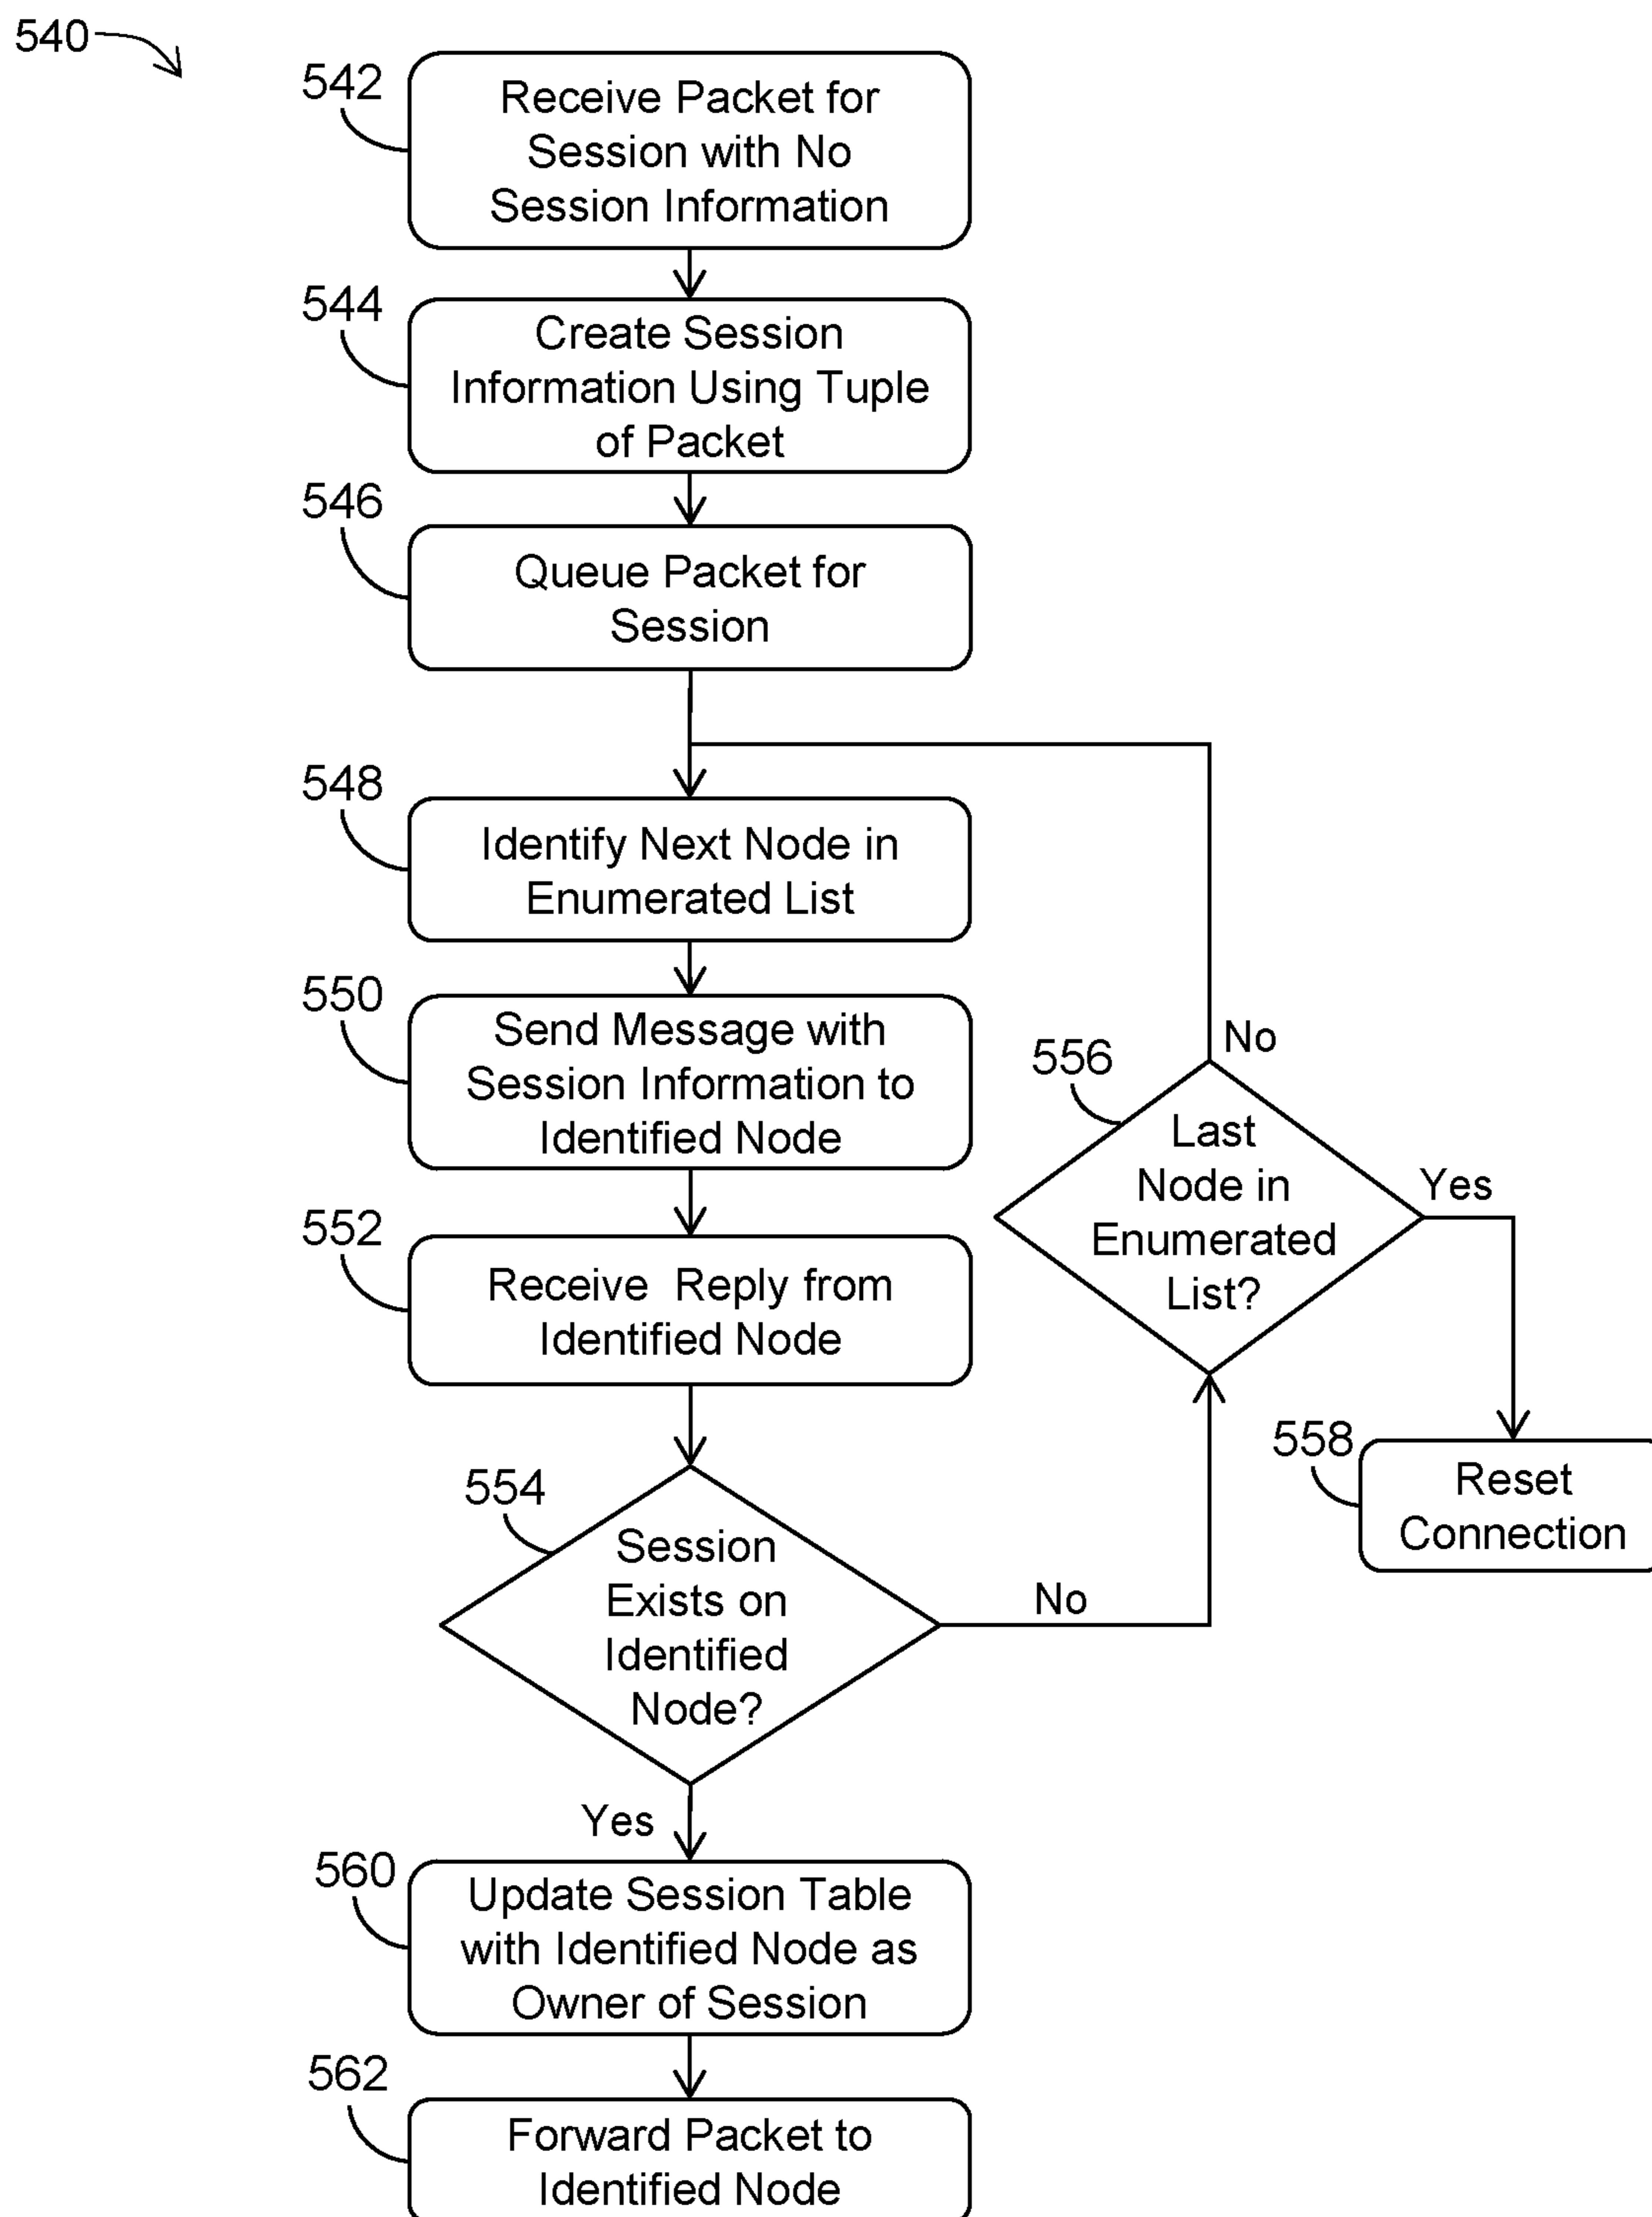 540
542
Receive Packet for
Session with No
Session Information
544
Create Session
Information Using Tuple
of Packet
546
Queue Packet for
Session
548
Identify Next Node in
Enumerated List
550
Send Message with
Session Information to
Identified Node
552
Receive Reply from
Identified Node
554
Session
Exists on
Identified
Node?
No
556
Last
Node in
Enumerated
List?
No
Yes
558
Reset
Connection
Yes
560
Update Session Table
with Identified Node as
Owner of Session
562
Forward Packet to
Identified Node